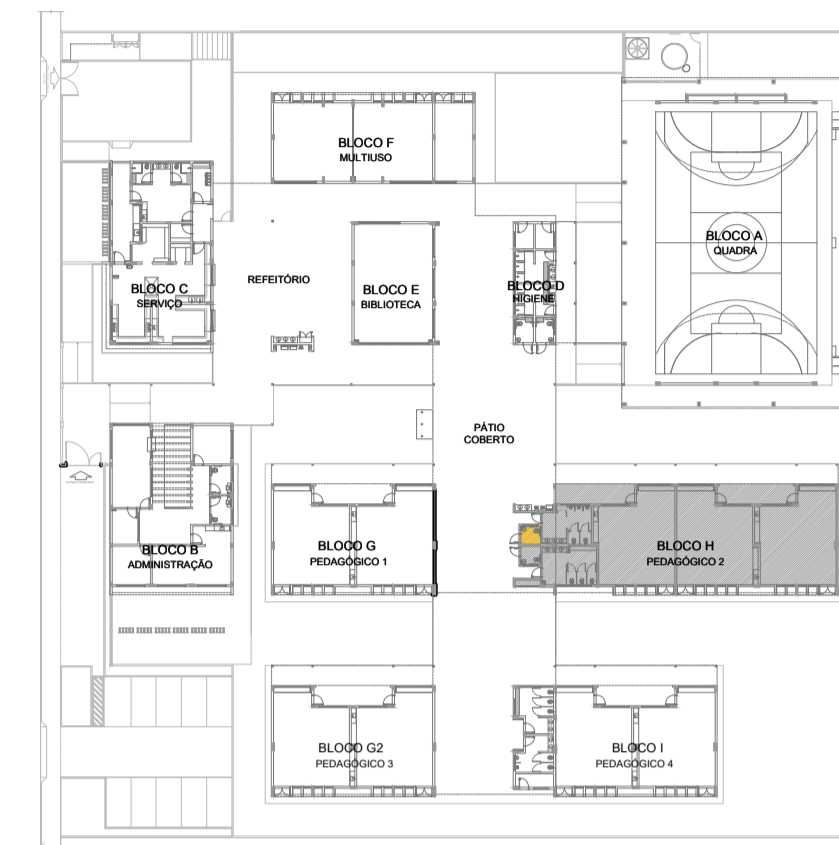 BLOCO F
MULTIUSO
BLOCO A
QUADRA
BLOCO C
SERVIÇO
REFEITÓRIO
BLOCO E
BIBLIOTECA
BLOCO D
HIGIENE
PÁTIO
COBERTO
BLOCO B
ADMINISTRAÇÃO
BLOCO G
PEDAGÓGICO 1
BLOCO H
PEDAGÓGICO 2
BLOCO G2
PEDAGÓGICO 3
BLOCO I
PEDAGÓGICO 4